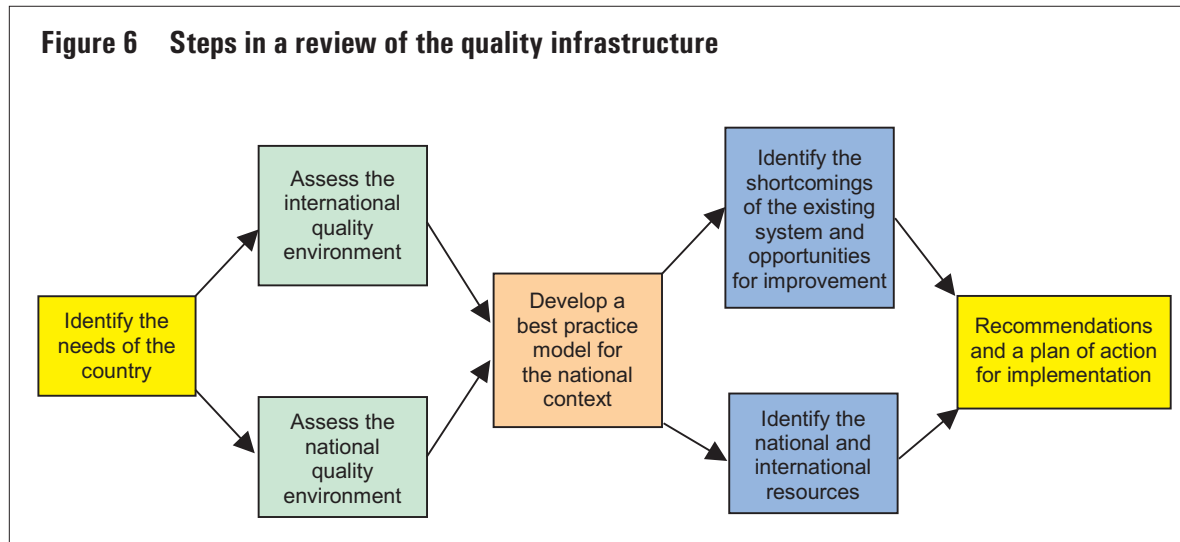 Figure 6 Steps in a review of the quality infrastructure
Identify the
needs of the
country
Assess the
international
quality
environment
Assess the
national
quality
environment
Develop a
best practice
model for
the national
context
Identify the
shortcomings
of the existing
system and
opportunities
for improvement
Identify the
national and
international
resources
Recommendations
and a plan of action
for implementation